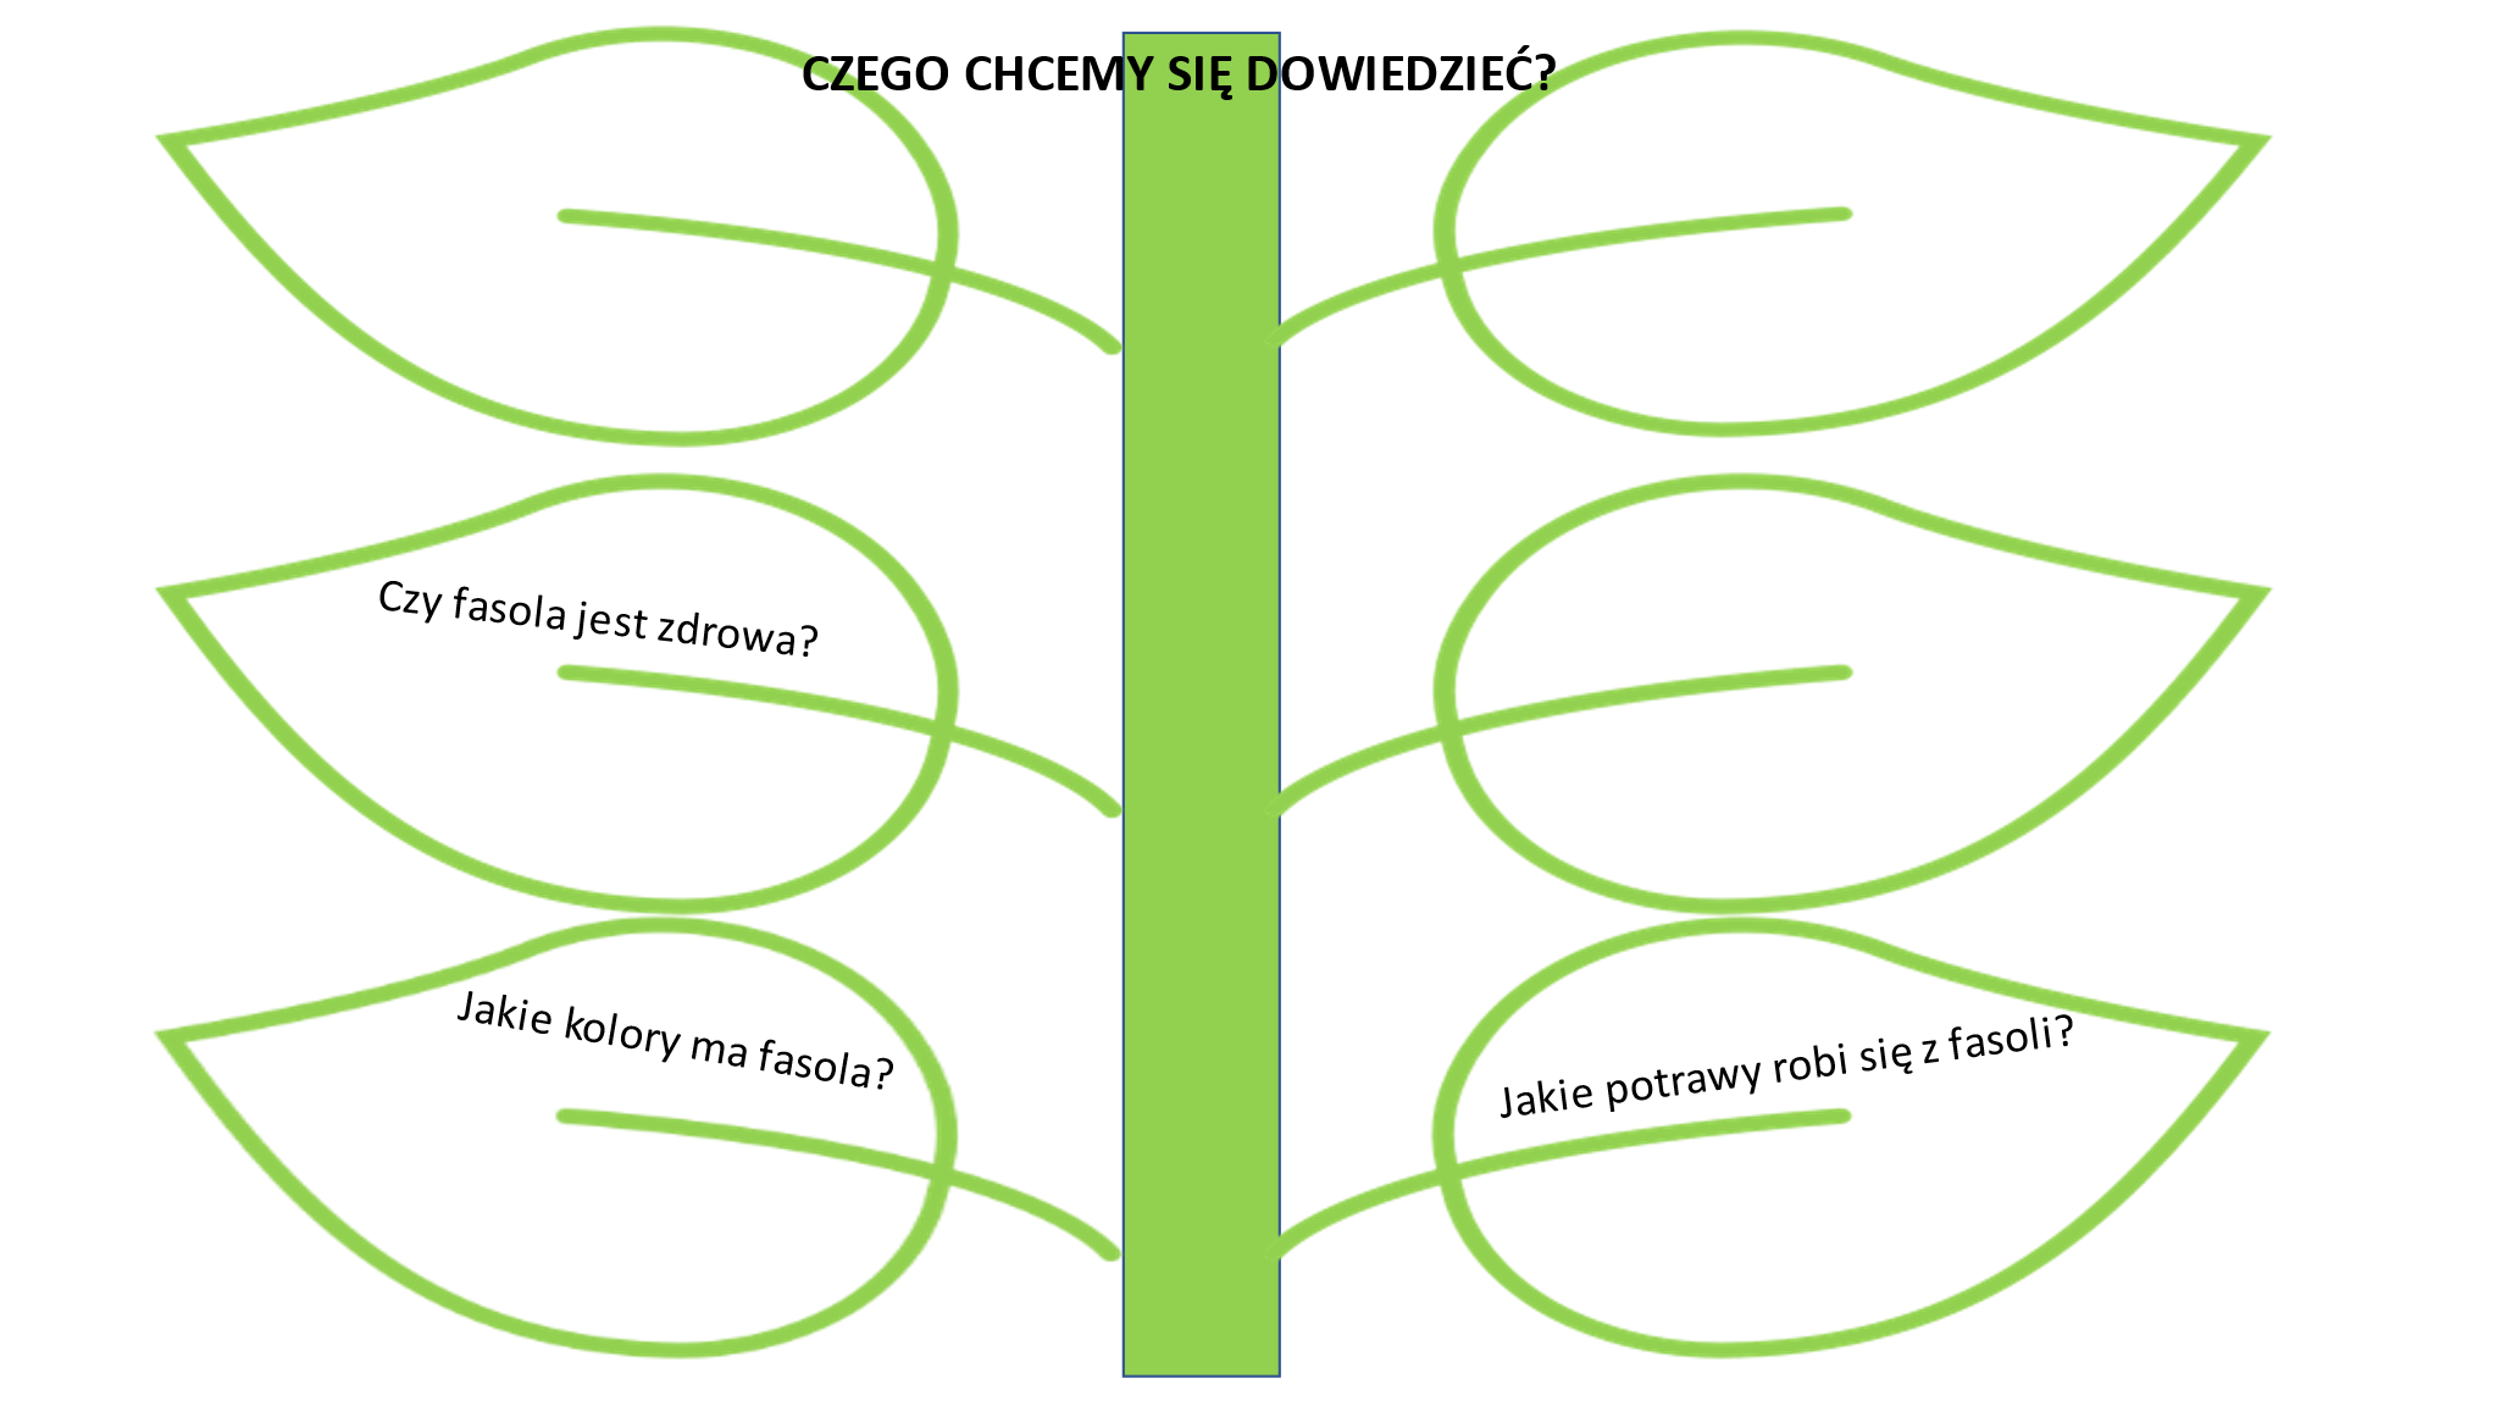 CZEGO CHCEMY SIĘ DOWIEDZIEĆ?
Czy fasola jest zdrowa?
Jakie kolory ma fasola?
Jakie potrawy robi się z fasoli?